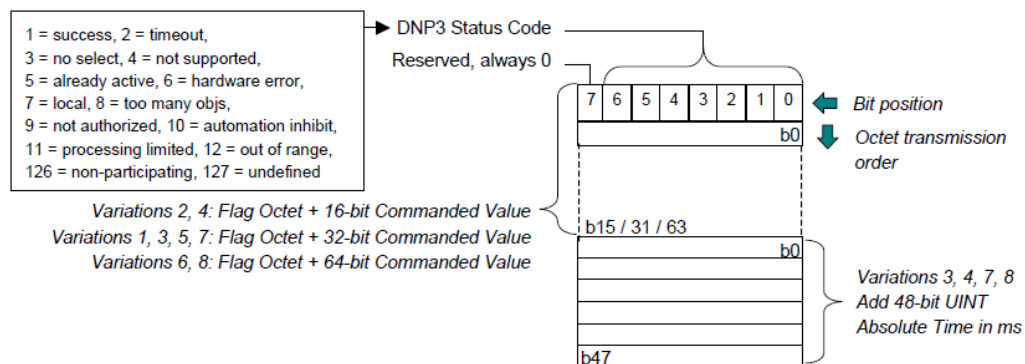 1 = success, 2 = timeout,
3 = no select, 4 = not supported,
5 = already active, 6 = hardware error,
7 = local, 8 = too many objs,
9 = not authorized, 10 = automation inhibit,
11 = processing limited, 12 = out of range,
126 = non-participating, 127 = undefined
DNP3 Status Code
Reserved, always 0
7 6 5 4 3 2 1 0
Bit position
b0
Octet transmission
order
Variations 2, 4: Flag Octet + 16-bit Commanded Value
Variations 1, 3, 5, 7: Flag Octet + 32-bit Commanded Value
Variations 6, 8: Flag Octet + 64-bit Commanded Value
b15 / 31 / 63
b0
Variations 3, 4, 7, 8
Add 48-bit UINT
Absolute Time in ms
b47